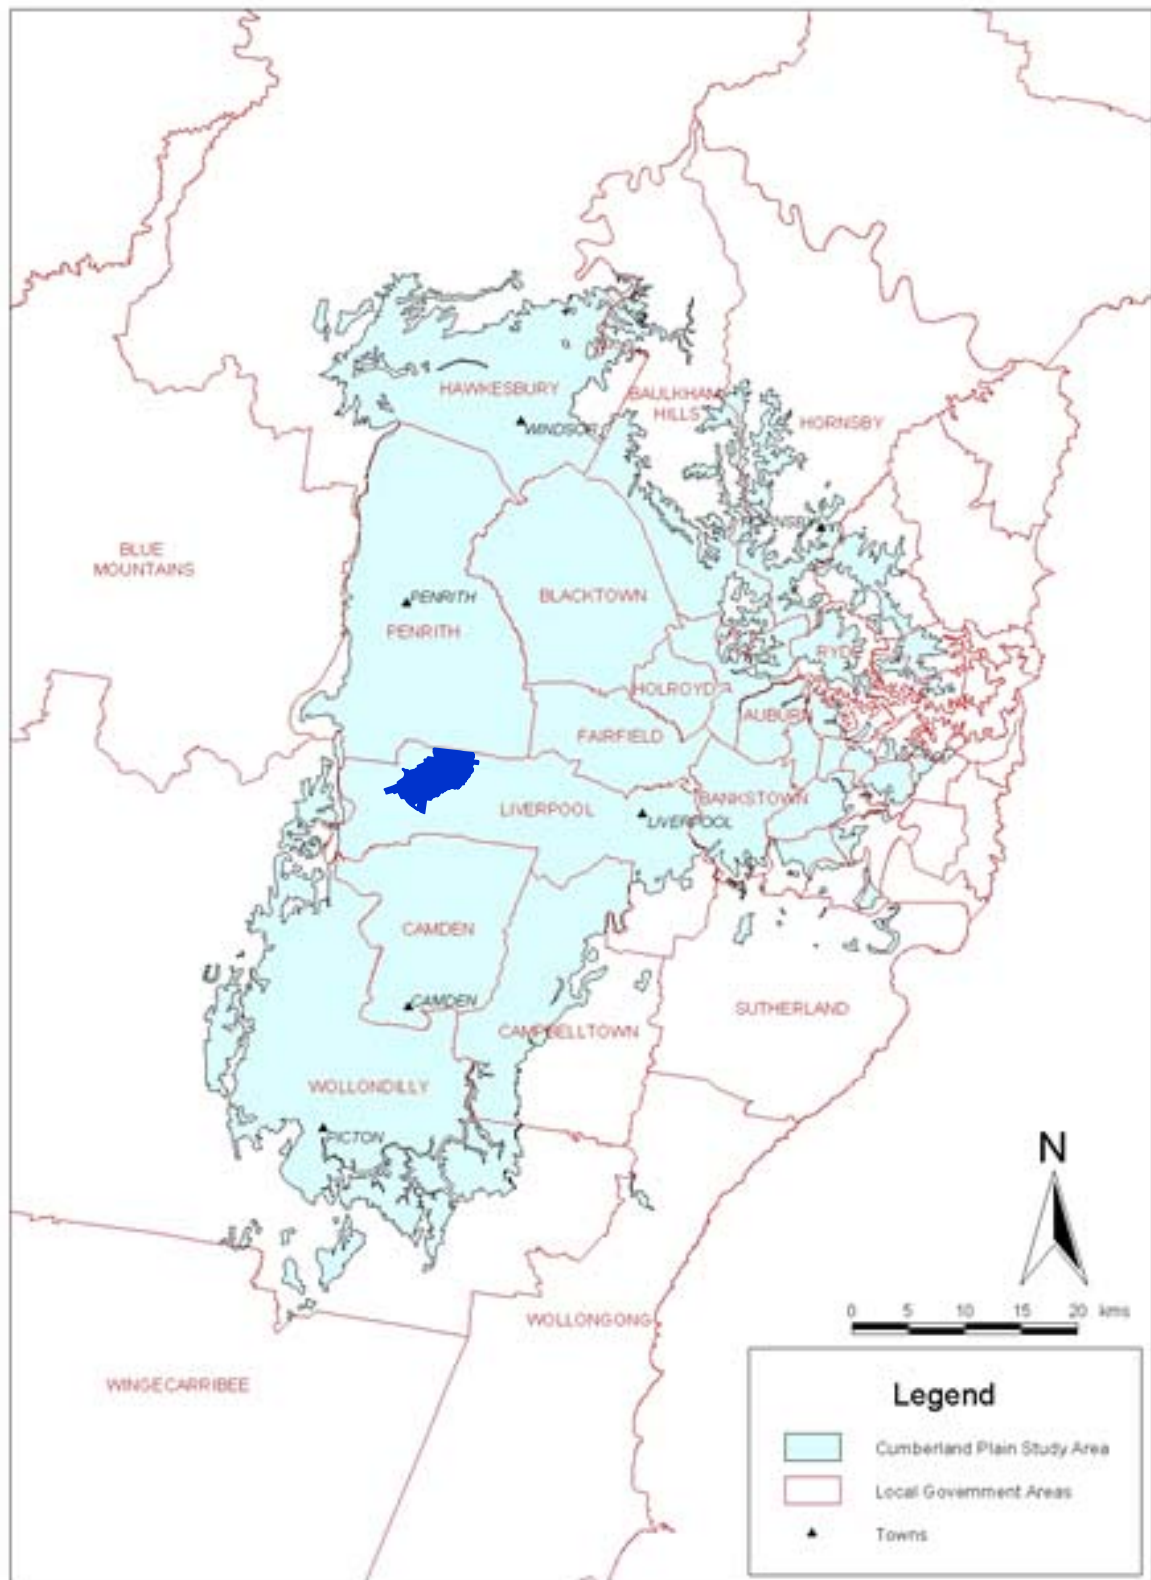 HAWKESBURY
BAULKHAM
HILLS
HORNSBY
WINDSOR
BLUE
MOUNTAINS
PENRITH
BLACKTOWN
PENRITH
RYDE
HOLROYD
AUBURN
FAIRFIELD
BANKSTOWN
LIVERPOOL
LIVERPOOL
CAMDEN
CAMDEN
SUTHERLAND
CAMPBELLTOWN
WOLLONDILLY
PICTON
N
0 5 10 15 20 kms
WOLLONGONG
WINGECARRIBEE
Legend
Cumberland Plain Study Area
Local Government Areas
Towns